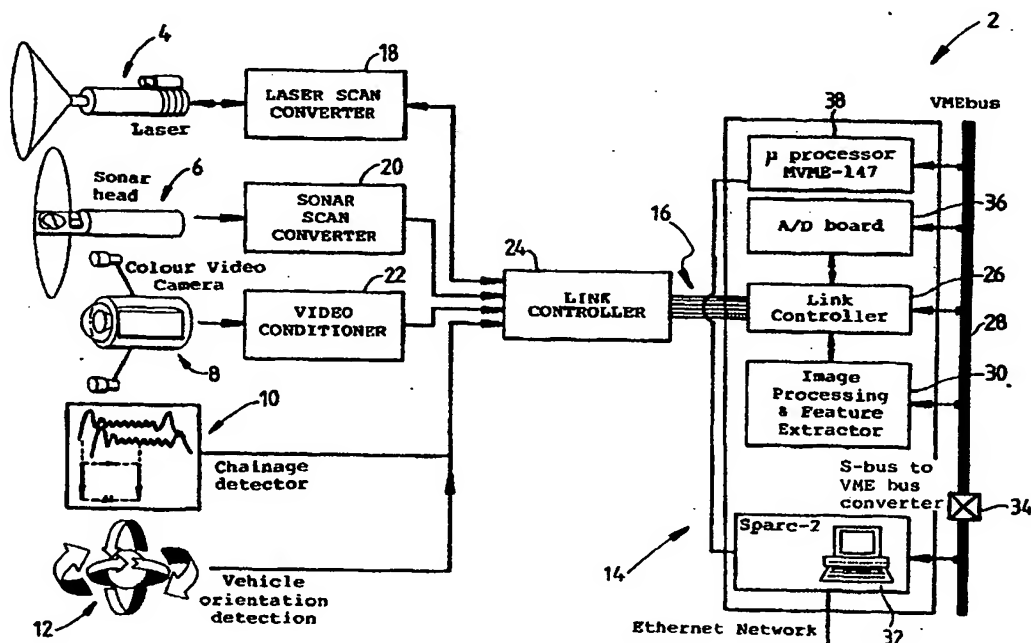 4
18
2
LASER SCAN
CONVERTER
Laser
VMEbus
38
µ processor
MVME-147
Sonar
head
6
20
SONAR
SCAN
CONVERTER
36
A/D board
16
Colour Video
Camera
22
VIDEO
CONDITIONER
8
24
LINK
CONTROLLER
26
Link
Controller
28
30
Image
Processing
& Feature
Extractor
10
Chainage
detector
S-bus to
VME bus
converter
34
Sparc-2
14
12
Vehicle
orientation
detection
32
Ethernet Network